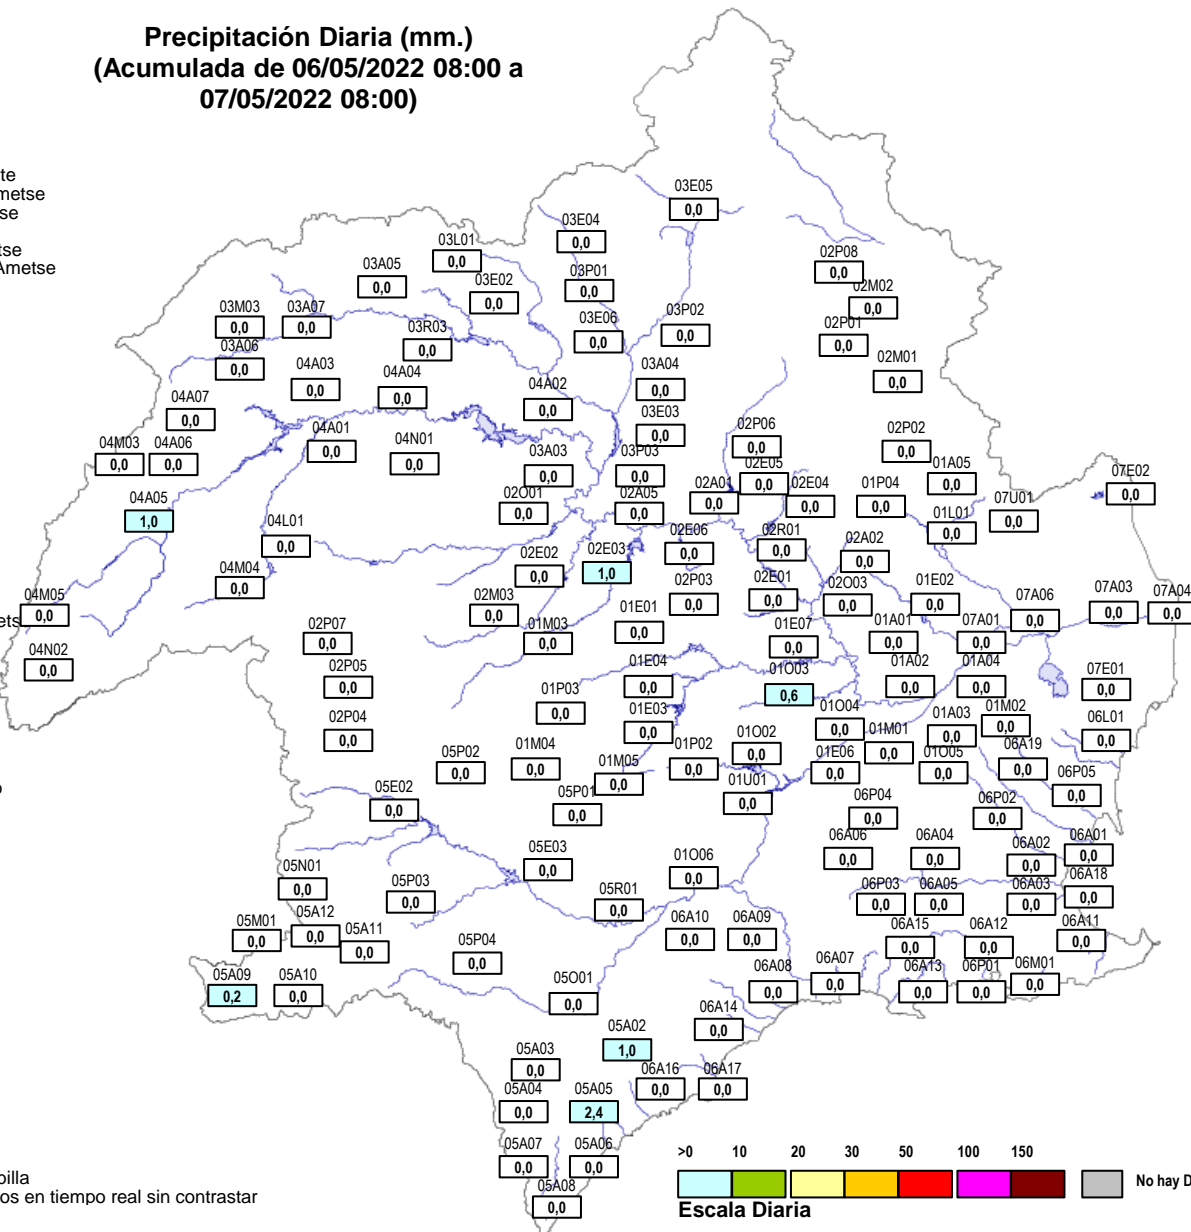 Precipitación Diaria (mm.)
(Acumulada de 06/05/2022 08:00 a
07/05/2022 08:00)
te
metse
se
tse
Ametse
03E05
0,0
03E04
0,0
03L01
0,0
03A05
0,0
03E02
0,0
03P01
0,0
02P08
0,0
02M02
0,0
03M03
0,0
03A07
0,0
03R03
0,0
03E06
0,0
03P02
0,0
02P01
0,0
03A06
0,0
04A03
0,0
04A04
0,0
03A04
0,0
02M01
0,0
04A07
0,0
04A02
0,0
03E03
0,0
04M03
0,0
04A06
0,0
04A01
0,0
04N01
0,0
02P06
0,0
02P02
0,0
03A03
0,0
03P03
0,0
02E05
0,0
01A05
0,0
07E02
0,0
04A05
1,0
02O01
0,0
02A05
0,0
02A01
0,0
02E04
0,0
01P04
0,0
07U01
0,0
01L01
0,0
04L01
0,0
02E06
0,0
02R01
0,0
02A02
0,0
02E02
0,0
02E03
1,0
04M04
0,0
02P03
0,0
02E01
0,0
02O03
0,0
01E02
0,0
07A03
0,0
07A04
0,0
04M05
0,0
ets
02M03
0,0
01E01
0,0
07A06
0,0
02P07
0,0
01M03
0,0
01E07
0,0
01A01
0,0
07A01
0,0
04N02
0,0
02P05
0,0
01E04
0,0
01O03
0,6
01A02
0,0
01A04
0,0
07E01
0,0
01P03
0,0
01E03
0,0
01O04
0,0
01A03
0,0
01M02
0,0
06L01
0,0
02P04
0,0
01O02
0,0
01M01
0,0
05P02
0,0
01M04
0,0
01M05
0,0
01P02
0,0
01E06
0,0
01O05
0,0
06A19
0,0
06P05
0,0
o
05E02
0,0
05P01
0,0
01U01
0,0
06P04
0,0
06P02
0,0
05E03
0,0
01O06
0,0
06A06
0,0
06A04
0,0
06A02
0,0
06A01
0,0
05N01
0,0
05P03
0,0
05R01
0,0
06P03
0,0
06A05
0,0
06A03
0,0
06A18
0,0
05M01
0,0
05A12
0,0
05A11
0,0
06A10
0,0
06A09
0,0
06A15
0,0
06A12
0,0
06A11
0,0
05P04
0,0
05A09
0,2
05A10
0,0
05O01
0,0
06A08
0,0
06A07
0,0
06A13
0,0
06P01
0,0
06M01
0,0
06A14
0,0
05A02
1,0
05A03
0,0
06A16
0,0
06A17
0,0
05A04
0,0
05A05
2,4
05A07
0,0
05A06
0,0
05A08
0,0
>0 10 20 30 50 100 150
No hay D
Escala Diaria
oilla
os en tiempo real sin contrastar